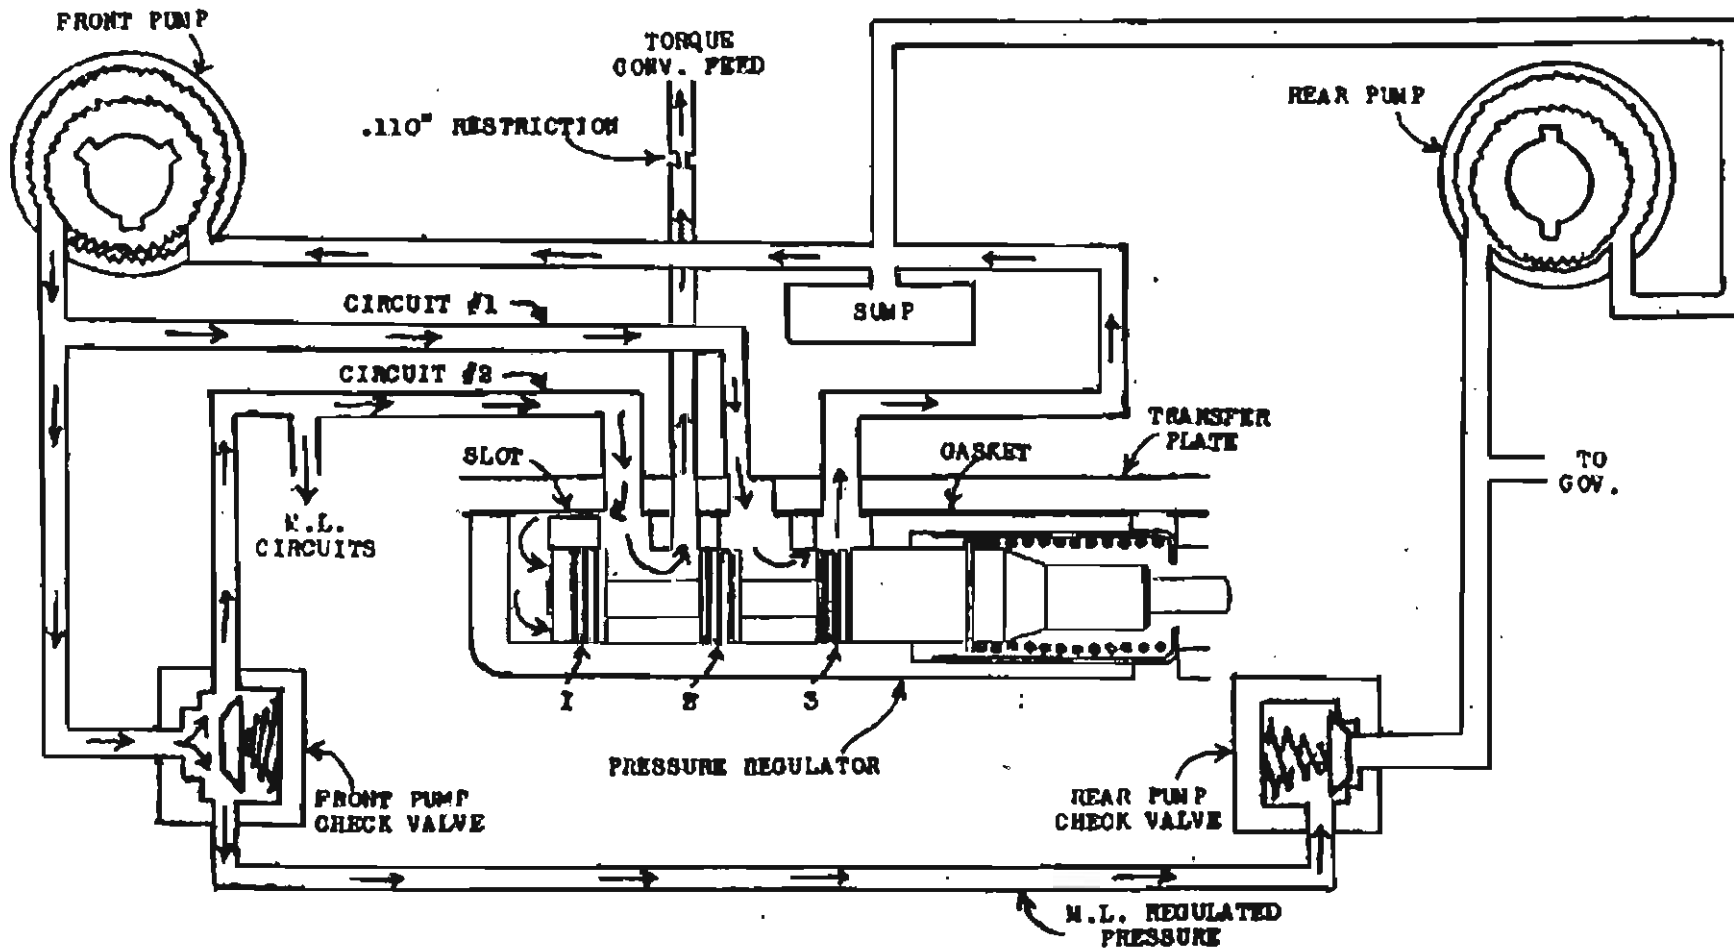 FRONT PUMP
TORQUE
CONV. FEED
.110" RESTRICTION
REAR PUMP
CIRCUIT #1
SUMP
CIRCUIT #2
SLOT
GASKET
TRANSFER
PLATE
TO
GOV.
M.L.
CIRCUITS
1
2
3
PRESSURE REGULATOR
FRONT PUMP
CHECK VALVE
REAR PUMP
CHECK VALVE
M.L. REGULATED
PRESSURE